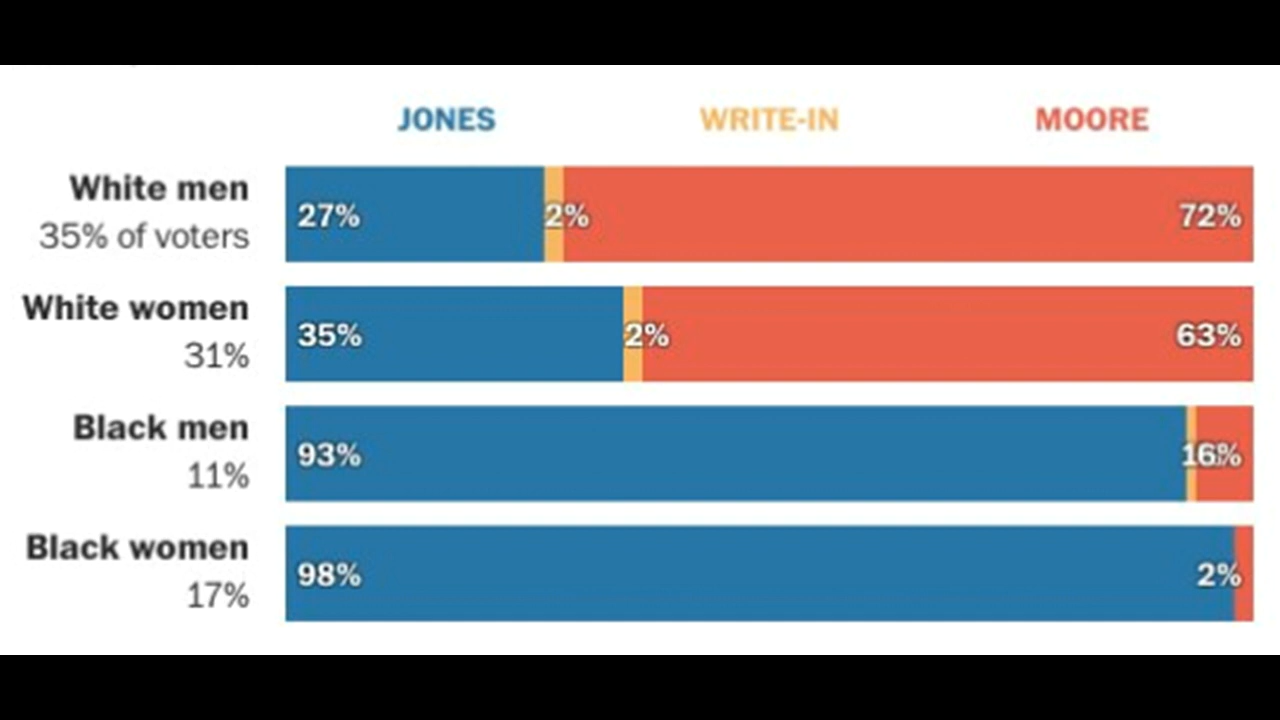 JONES WRITE-IN MOORE
White men
35% of voters
27% 2% 72%
White women
31%
35% 2% 63%
Black men
11%
93%
Black women
17%
98% 2%